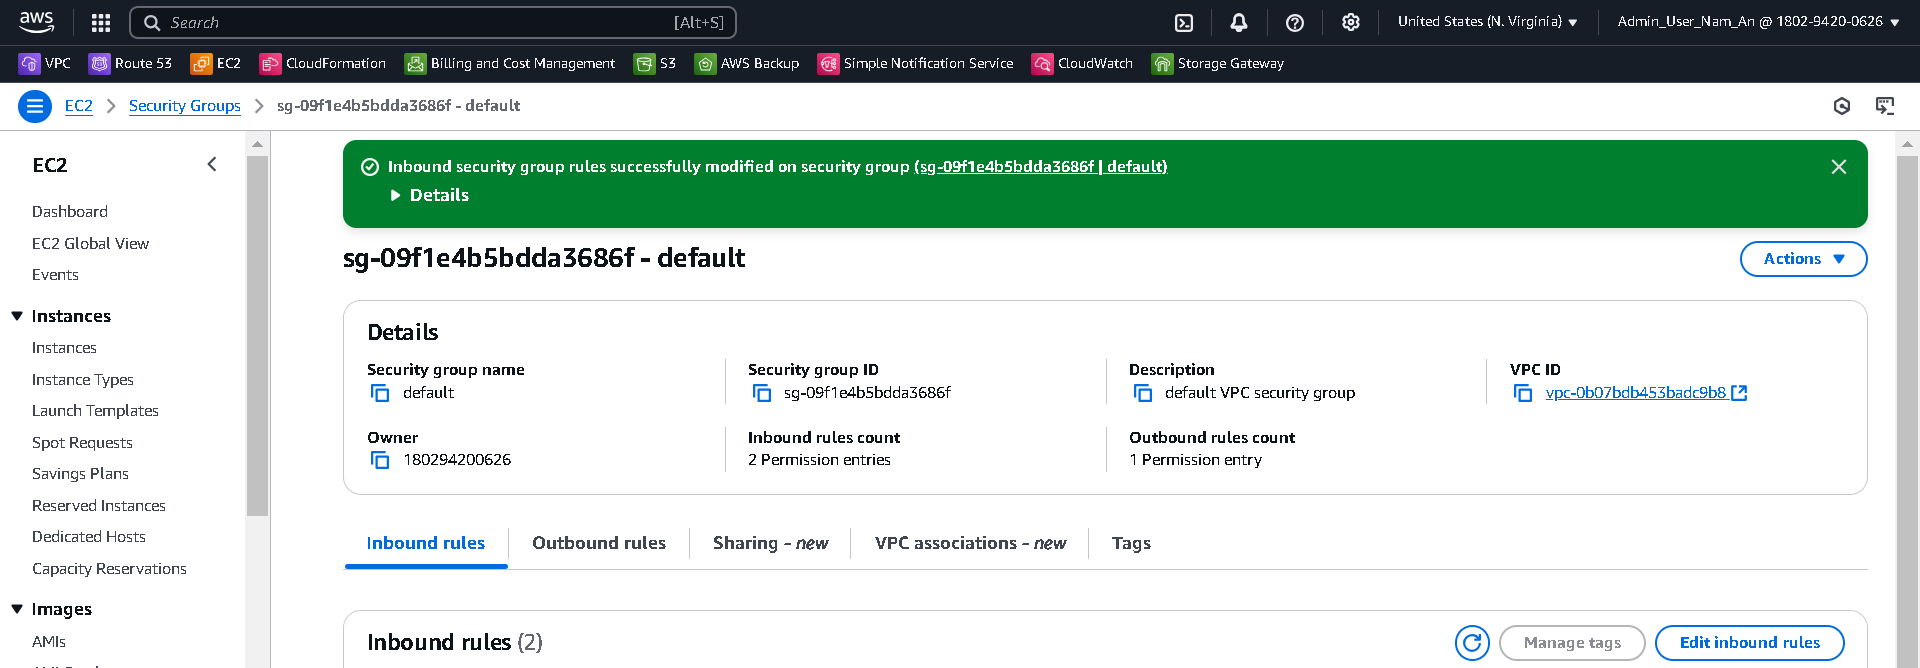 aws
Search [Alt+S]
United States (N. Virginia)
Admin_User_Nam_An @ 1802-9420-0626
VPC
Route 53
EC2
CloudFormation
Billing and Cost Management
S3
AWS Backup
Simple Notification Service
CloudWatch
Storage Gateway
EC2 > Security Groups > sg-09f1e4b5bdda3686f - default
EC2
Dashboard
EC2 Global View
Events
Instances
Instances
Instance Types
Launch Templates
Spot Requests
Savings Plans
Reserved Instances
Dedicated Hosts
Capacity Reservations
Images
AMIs
Inbound security group rules successfully modified on security group (sg-09f1e4b5bdda3686f | default)
Details
sg-09f1e4b5bdda3686f - default
Actions
Details
Security group name
default
Security group ID
sg-09f1e4b5bdda3686f
Description
default VPC security group
VPC ID
vpc-0b07bdb453badc9b8
Owner
180294200626
Inbound rules count
2 Permission entries
Outbound rules count
1 Permission entry
Inbound rules
Outbound rules
Sharing - new
VPC associations - new
Tags
Inbound rules (2)
Manage tags
Edit inbound rules